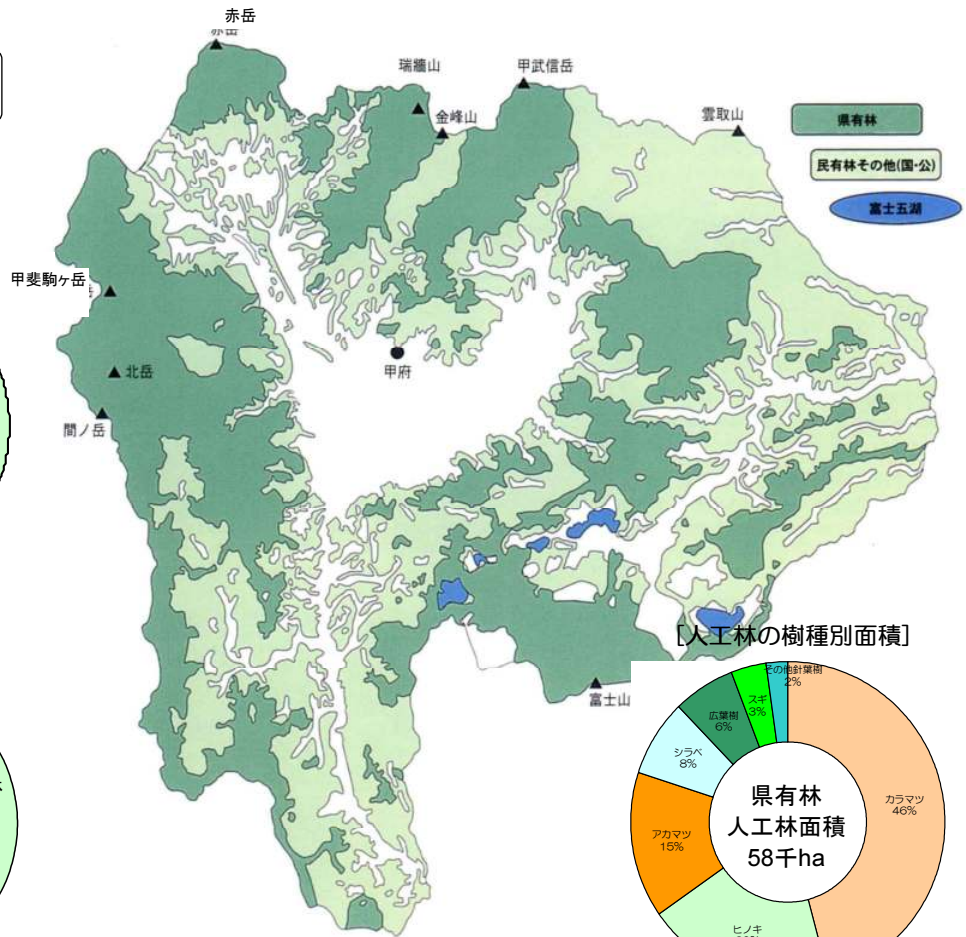 赤岳
瑞牆山
甲武信岳
金峰山
雲取山
県有林
民有林その他(国・公)
富士五湖
甲斐駒ヶ岳
北岳
甲府
間ノ岳
富士山
[人工林の樹種別面積]
その他針葉樹
2%
スギ
3%
広葉樹
6%
シラベ
8%
カラマツ
46%
アカマツ
15%
県有林
人工林面積
58千ha
ヒノキ